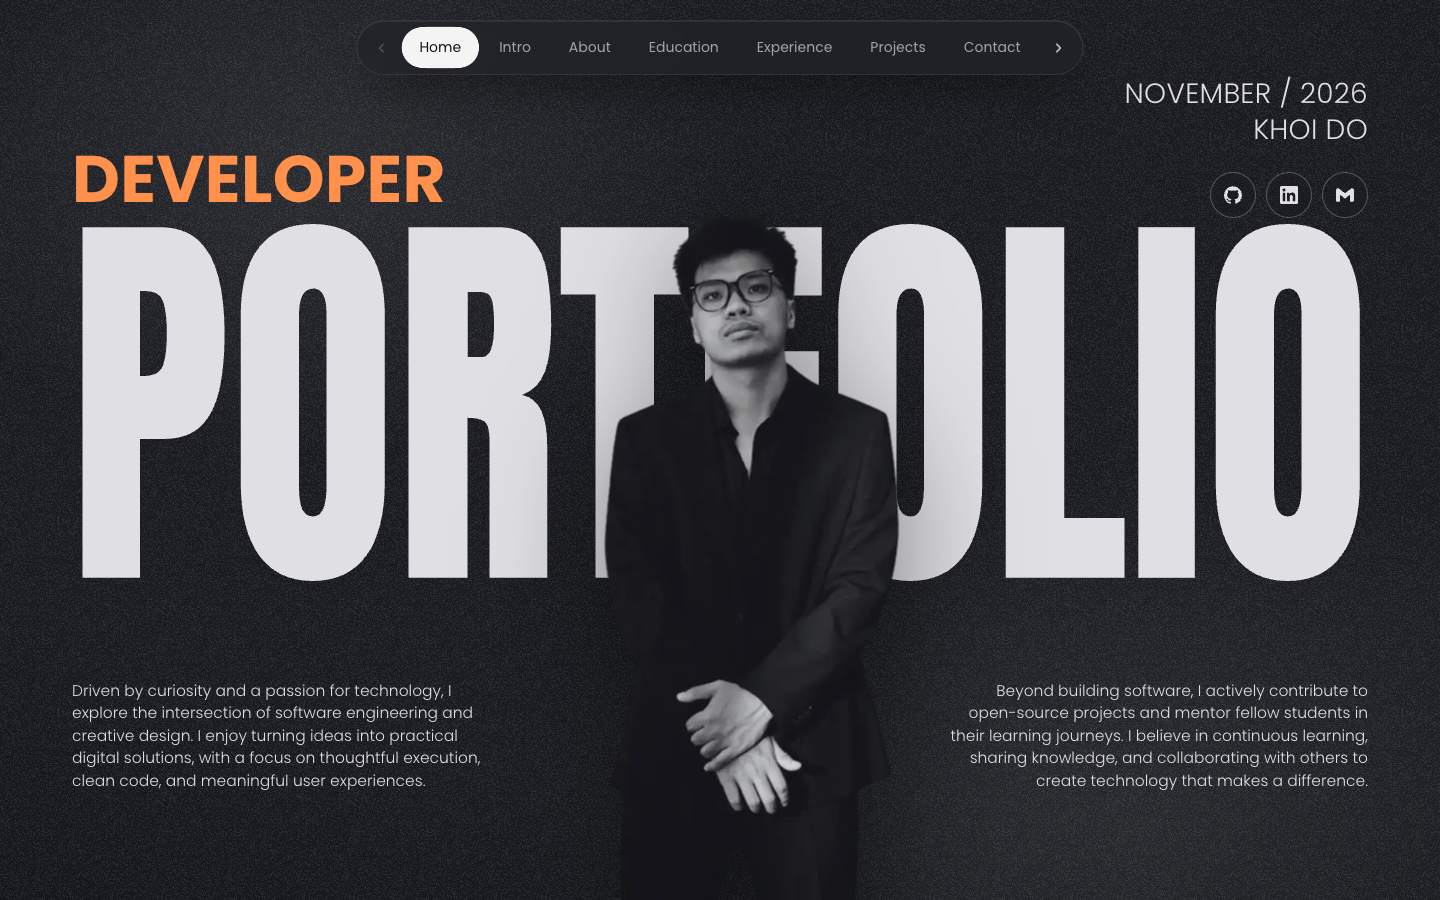 Home Intro About Education Experience Projects Contact
NOVEMBER / 2026
KHOI DO
DEVELOPER
PORTFOLIO
Driven by curiosity and a passion for technology, I
explore the intersection of software engineering and
creative design. I enjoy turning ideas into practical
digital solutions, with a focus on thoughtful execution,
clean code, and meaningful user experiences.
Beyond building software, I actively contribute to
open-source projects and mentor fellow students in
their learning journeys. I believe in continuous learning,
sharing knowledge, and collaborating with others to
create technology that makes a difference.